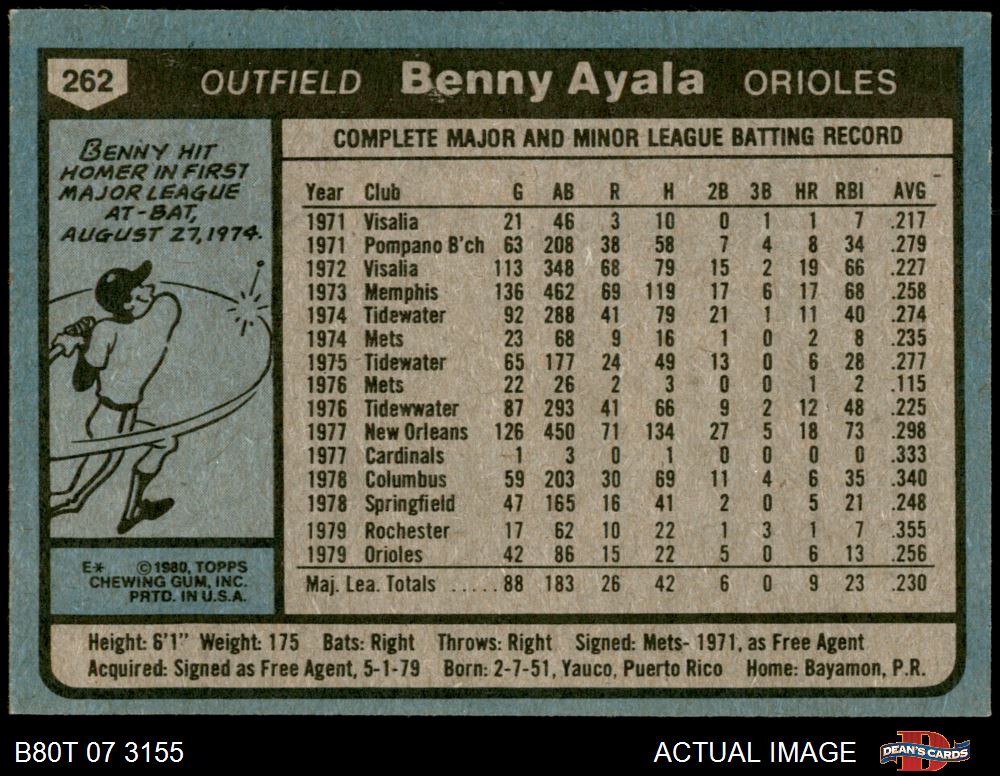 262 OUTFIELD Benny Ayala ORIOLES
BENNY HIT
HOMER IN FIRST
MAJOR LEAGUE
AT-BAT,
AUGUST 27, 1974.
E* ©1980, TOPPS
CHEWING GUM, INC.
PRTD. IN U.S.A.
COMPLETE MAJOR AND MINOR LEAGUE BATTING RECORD
Year Club G AB R H 2B 3B HR RBI AVG
1971 Visalia 21 46 3 10 0 1 1 7 .217
1971 Pompano B'ch 63 208 38 58 7 4 8 34 .279
1972 Visalia 113 348 68 79 15 2 19 66 .227
1973 Memphis 136 462 69 119 17 6 17 68 .258
1974 Tidewater 92 288 41 79 21 1 11 40 .274
1974 Mets 23 68 9 16 1 0 2 8 .235
1975 Tidewater 65 177 24 49 13 0 6 28 .277
1976 Mets 22 26 2 3 0 0 1 2 .115
1976 Tidewwater 87 293 41 66 9 2 12 48 .225
1977 New Orleans 126 450 71 134 27 5 18 73 .298
1977 Cardinals 1 3 0 1 0 0 0 0 .333
1978 Columbus 59 203 30 69 11 4 6 35 .340
1978 Springfield 47 165 16 41 2 0 5 21 .248
1979 Rochester 17 62 10 22 1 3 1 7 .355
1979 Orioles 42 86 15 22 5 0 6 13 .256
Maj. Lea. Totals ..... 88 183 26 42 6 0 9 23 .230
Height: 6'1" Weight: 175 Bats: Right Throws: Right Signed: Mets- 1971, as Free Agent
Acquired: Signed as Free Agent, 5-1-79 Born: 2-7-51, Yauco, Puerto Rico Home: Bayamon, P.R.
B80T 07 3155 ACTUAL IMAGE DEAN'S CARDS